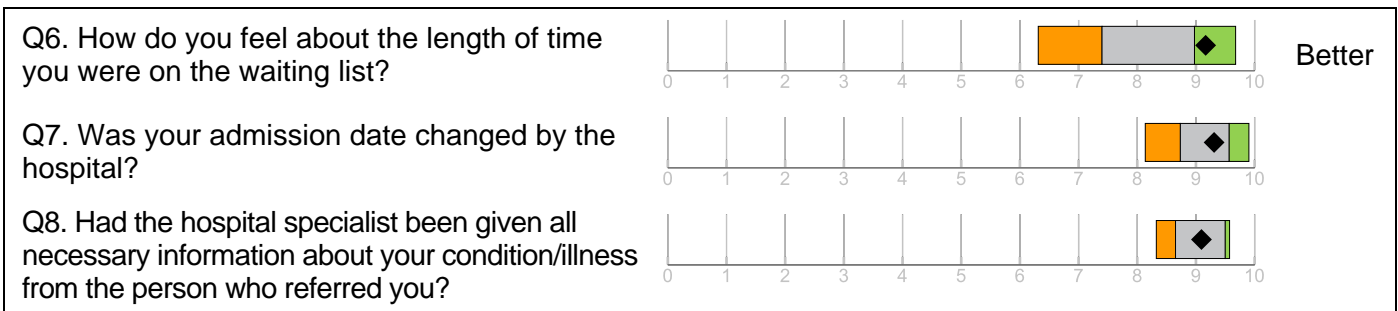 Q6. How do you feel about the length of time
you were on the waiting list?
0 1 2 3 4 5 6 7 8 9 10
Better
Q7. Was your admission date changed by the
hospital?
0 1 2 3 4 5 6 7 8 9 10
Q8. Had the hospital specialist been given all
necessary information about your condition/illness
from the person who referred you?
0 1 2 3 4 5 6 7 8 9 10